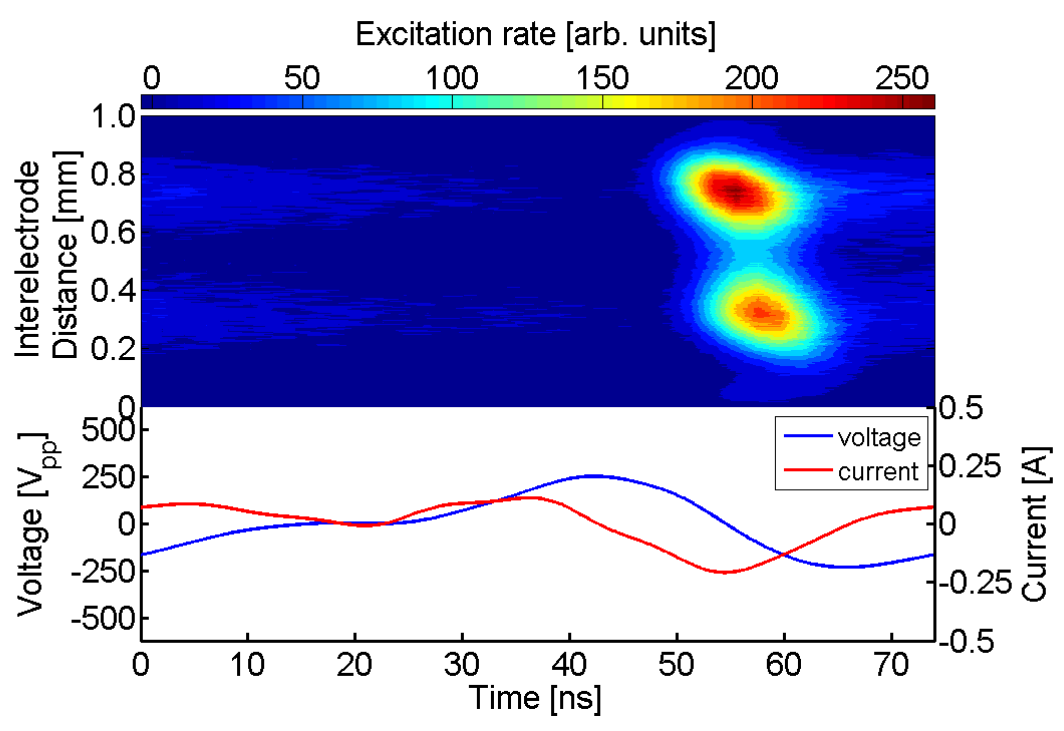 Excitation rate [arb. units]
0 50 100 150 200 250
Interelectrode
Distance [mm]
1.0
0.8
0.6
0.4
0.2
0
Voltage [Vpp]
500
250
0
-250
-500
voltage
current
0.5
0.25
0
-0.25
-0.5
Current [A]
0 10 20 30 40 50 60 70
Time [ns]